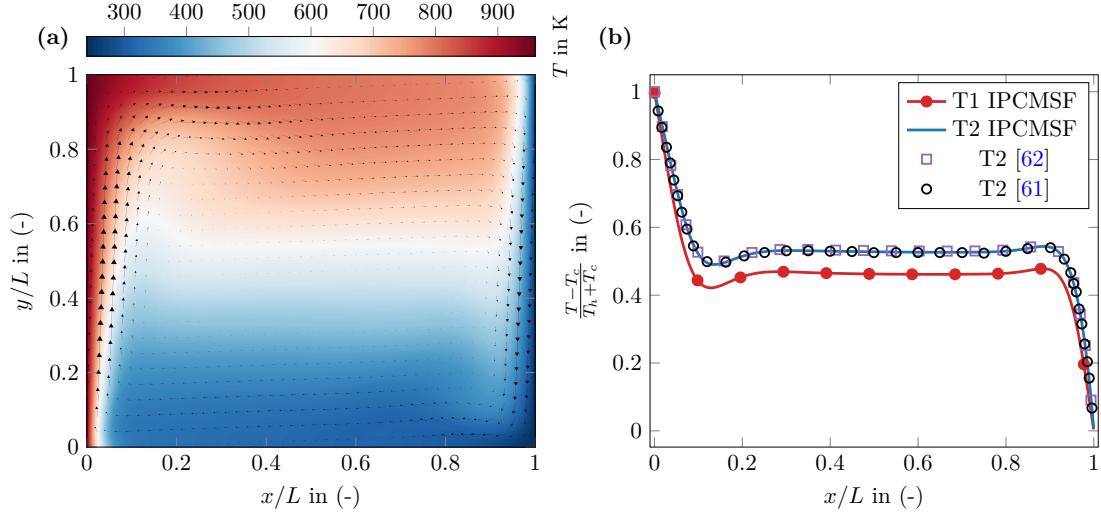 300 400 500 600 700 800 900
(a)
T in K
1
0.8
0.6
0.4
0.2
0
y/L in (-)
0 0.2 0.4 0.6 0.8 1
x/L in (-)
(b)
1
0.8
0.6
0.4
0.2
0
T−T_c / T_h+T_c in (-)
T1 IPCMSF
T2 IPCMSF
T2 [62]
T2 [61]
0 0.2 0.4 0.6 0.8 1
x/L in (-)